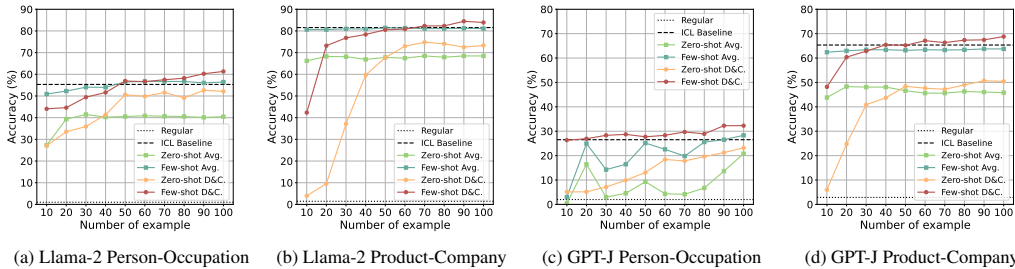 90
80
70
60
50
40
30
20
10
0
Accuracy (%)
Regular
ICL Baseline
Zero-shot Avg.
Few-shot Avg.
Zero-shot D&C.
Few-shot D&C.
10 20 30 40 50 60 70 80 90 100
Number of example
(a) Llama-2 Person-Occupation
90
80
70
60
50
40
30
20
10
0
Accuracy (%)
Regular
ICL Baseline
Zero-shot Avg.
Few-shot Avg.
Zero-shot D&C.
Few-shot D&C.
10 20 30 40 50 60 70 80 90 100
Number of example
(b) Llama-2 Product-Company
80
70
60
50
40
30
20
10
0
Accuracy (%)
Regular
ICL Baseline
Zero-shot Avg.
Few-shot Avg.
Zero-shot D&C.
Few-shot D&C.
10 20 30 40 50 60 70 80 90 100
Number of example
(c) GPT-J Person-Occupation
80
70
60
50
40
30
20
10
0
Accuracy (%)
Regular
ICL Baseline
Zero-shot Avg.
Few-shot Avg.
Zero-shot D&C.
Few-shot D&C.
10 20 30 40 50 60 70 80 90 100
Number of example
(d) GPT-J Product-Company